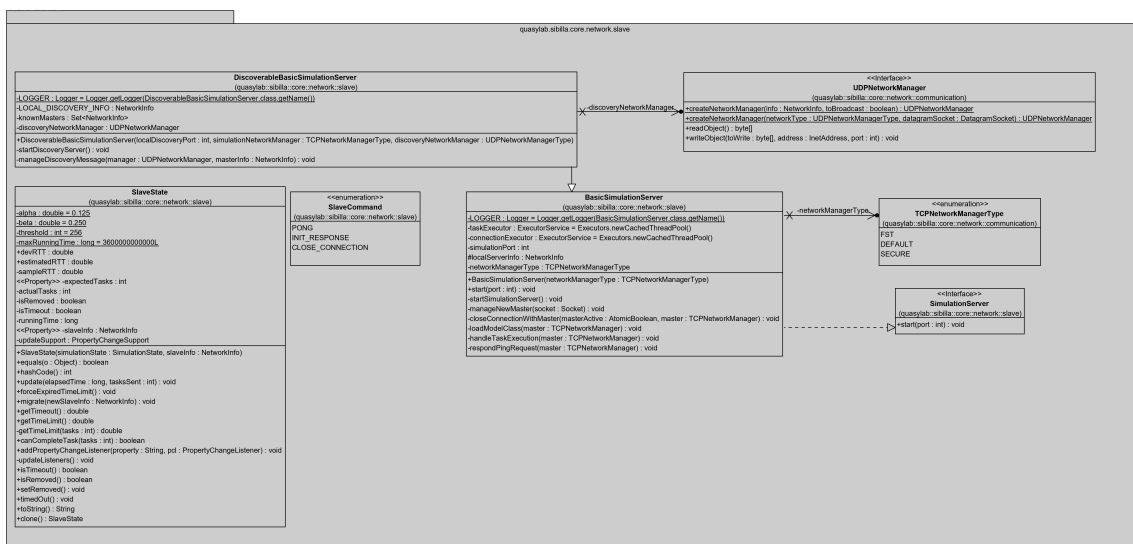 quasylab.sibilla.core.network.slave
DiscoverableBasicSimulationServer
(quasylab::sibilla::core::network::slave)
-LOGGER : Logger = Logger.getLogger(DiscoverableBasicSimulationServer.class.getName())
-LOCAL_DISCOVERY_INFO : NetworkInfo
-knownMasters : Set<NetworkInfo>
-discoveryNetworkManager : UDPNetworkManager
+DiscoverableBasicSimulationServer(localDiscoveryPort : int, simulationNetworkManager : TCPNetworkManagerType, discoveryNetworkManager : UDPNetworkManagerType)
-startDiscoveryServer() : void
-manageDiscoveryMessage(manager : UDPNetworkManager, masterInfo : NetworkInfo) : void
-discoveryNetworkManager
<<Interface>>
UDPNetworkManager
(quasylab::sibilla::core::network::communication)
+createNetworkManager(info : NetworkInfo, toBroadcast : boolean) : UDPNetworkManager
+createNetworkManager(networkType : UDPNetworkManagerType, datagramSocket : DatagramSocket) : UDPNetworkManager
+readObject() : byte[]
+writeObject(toWrite : byte[], address : InetAddress, port : int) : void
SlaveState
(quasylab::sibilla::core::network::slave)
-alpha : double = 0.125
-beta : double = 0.250
-threshold : int = 256
-maxRunningTime : long = 3600000000000L
+devRTT : double
+estimatedRTT : double
-sampleRTT : double
<<Property>> -expectedTasks : int
-actualTasks : int
-isRemoved : boolean
-isTimeout : boolean
-runningTime : long
<<Property>> -slaveInfo : NetworkInfo
-updateSupport : PropertyChangeSupport
+SlaveState(simulationState : SimulationState, slaveInfo : NetworkInfo)
+equals(o : Object) : boolean
+hashCode() : int
+update(elapsedTime : long, tasksSent : int) : void
+forceExpiredTimeLimit() : void
+migrate(newSlaveInfo : NetworkInfo) : void
+getTimeout() : double
+getTimeLimit() : double
-getTimeLimit(tasks : int) : double
+canCompleteTask(tasks : int) : boolean
+addPropertyChangeListener(property : String, pcl : PropertyChangeListener) : void
-updateListeners() : void
+isTimeout() : boolean
+isRemoved() : boolean
+setRemoved() : void
+timedOut() : void
+toString() : String
+clone() : SlaveState
<<enumeration>>
SlaveCommand
(quasylab::sibilla::core::network::slave)
PONG
INIT_RESPONSE
CLOSE_CONNECTION
BasicSimulationServer
(quasylab::sibilla::core::network::slave)
-LOGGER : Logger = Logger.getLogger(BasicSimulationServer.class.getName())
-taskExecutor : ExecutorService = Executors.newCachedThreadPool()
-connectionExecutor : ExecutorService = Executors.newCachedThreadPool()
-simulationPort : int
#localServerInfo : NetworkInfo
-networkManagerType : TCPNetworkManagerType
+BasicSimulationServer(networkManagerType : TCPNetworkManagerType)
+start(port : int) : void
-startSimulationServer() : void
-manageNewMaster(socket : Socket) : void
-closeConnectionWithMaster(masterActive : AtomicBoolean, master : TCPNetworkManager) : void
-loadModelClass(master : TCPNetworkManager) : void
-handleTaskExecution(master : TCPNetworkManager) : void
-respondPingRequest(master : TCPNetworkManager) : void
-networkManagerType
<<enumeration>>
TCPNetworkManagerType
(quasylab::sibilla::core::network::communication)
FST
DEFAULT
SECURE
<<Interface>>
SimulationServer
(quasylab::sibilla::core::network::slave)
+start(port : int) : void